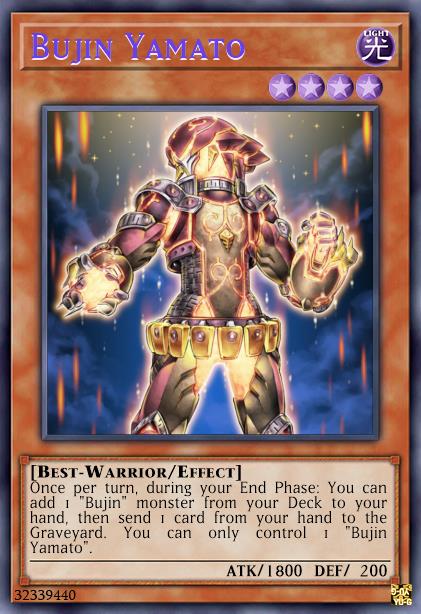 Bujin Yamato
LIGHT
光
[Best-Warrior/Effect]
Once per turn, during your End Phase: You can
add 1 "Bujin" monster from your Deck to your
hand, then send 1 card from your hand to the
Graveyard. You can only control 1 "Bujin
Yamato".
ATK/1800 DEF/ 200
32339440